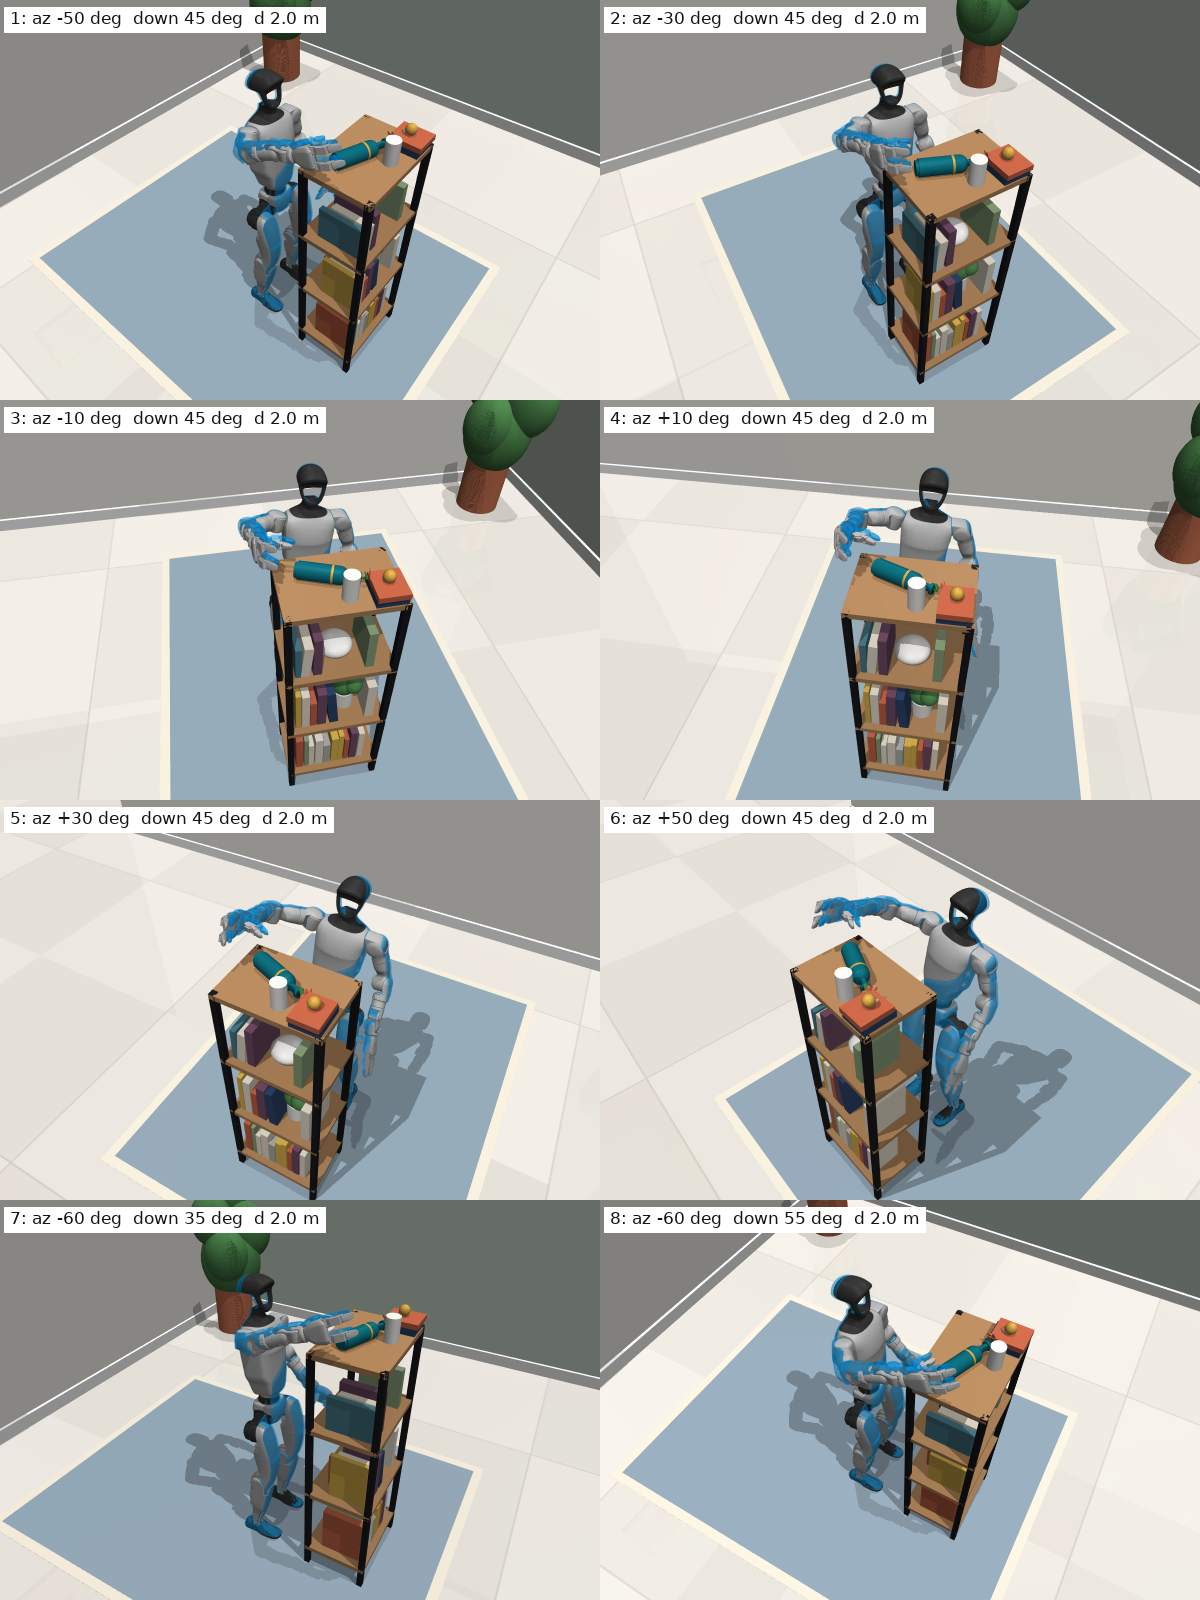 1: az -50 deg  down 45 deg  d 2.0 m
2: az -30 deg  down 45 deg  d 2.0 m
3: az -10 deg  down 45 deg  d 2.0 m
4: az +10 deg  down 45 deg  d 2.0 m
5: az +30 deg  down 45 deg  d 2.0 m
6: az +50 deg  down 45 deg  d 2.0 m
7: az -60 deg  down 35 deg  d 2.0 m
8: az -60 deg  down 55 deg  d 2.0 m